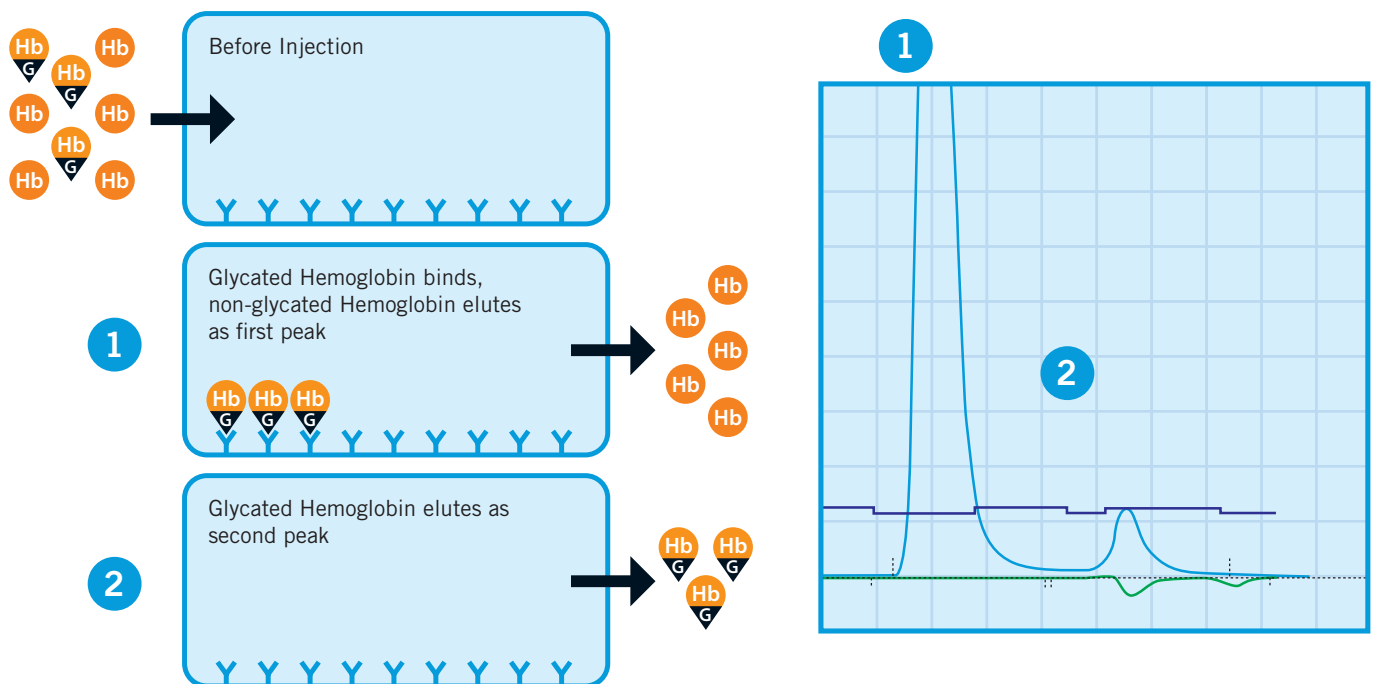 Hb
G
Hb
Hb
G
Hb
Hb
Hb
G
Hb
Hb
Before Injection
1
Glycated Hemoglobin binds,
non-glycated Hemoglobin elutes
as first peak
Hb
G
Hb
G
Hb
G
Hb
Hb
Hb
Hb
Hb
2
Glycated Hemoglobin elutes as
second peak
Hb
G
Hb
G
Hb
G
1
2